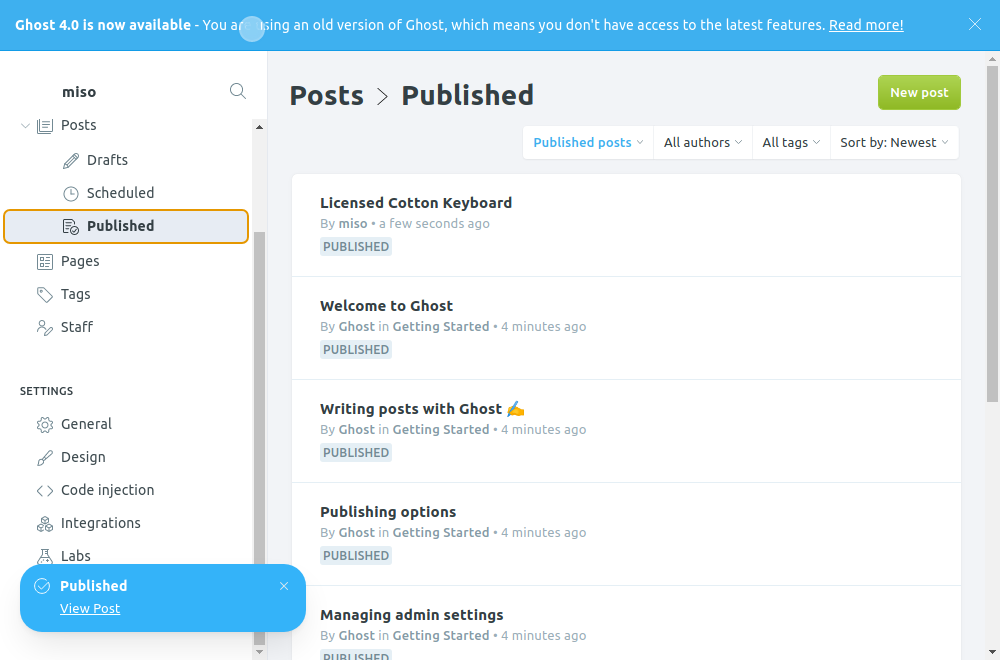 Ghost 4.0 is now available - You are using an old version of Ghost, which means you don't have access to the latest features. Read more!
miso
Posts
Drafts
Scheduled
Published
Pages
Tags
Staff
SETTINGS
General
Design
Code injection
Integrations
Labs
Published
View Post
Posts > Published
New post
Published posts
All authors
All tags
Sort by: Newest
Licensed Cotton Keyboard
By miso • a few seconds ago
PUBLISHED
Welcome to Ghost
By Ghost in Getting Started • 4 minutes ago
PUBLISHED
Writing posts with Ghost ✍️
By Ghost in Getting Started • 4 minutes ago
PUBLISHED
Publishing options
By Ghost in Getting Started • 4 minutes ago
PUBLISHED
Managing admin settings
By Ghost in Getting Started • 4 minutes ago
PUBLISHED